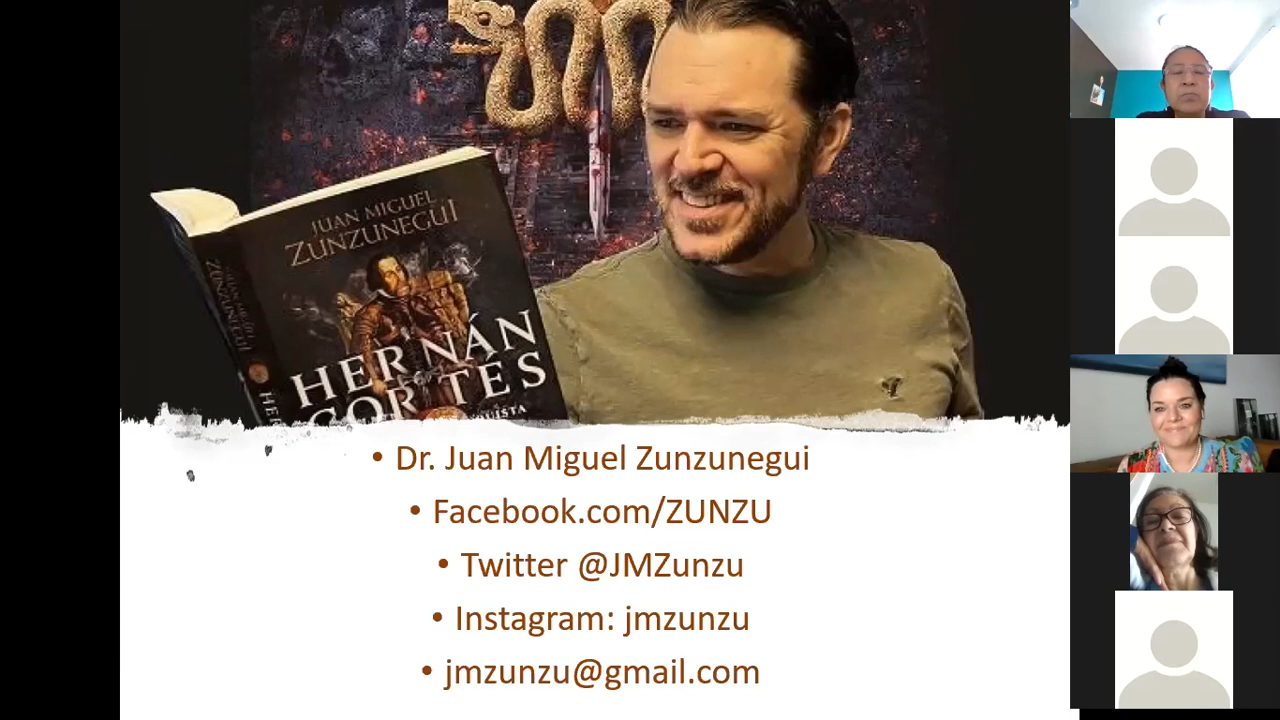 JUAN MIGUEL
ZUNZUNEGUI
HERNÁN
CORTÉS
• Dr. Juan Miguel Zunzunegui
• Facebook.com/ZUNZU
• Twitter @JMZunzu
• Instagram: jmzunzu
• jmzunzu@gmail.com